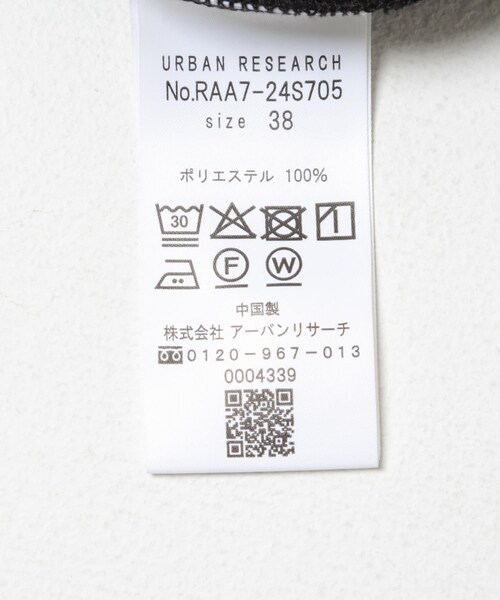 URBAN RESEARCH
No.RAA7-24S705
size 38
ポリエステル 100%
30
F W
中国製
株式会社 アーバンリサーチ
0120-967-013
0004339